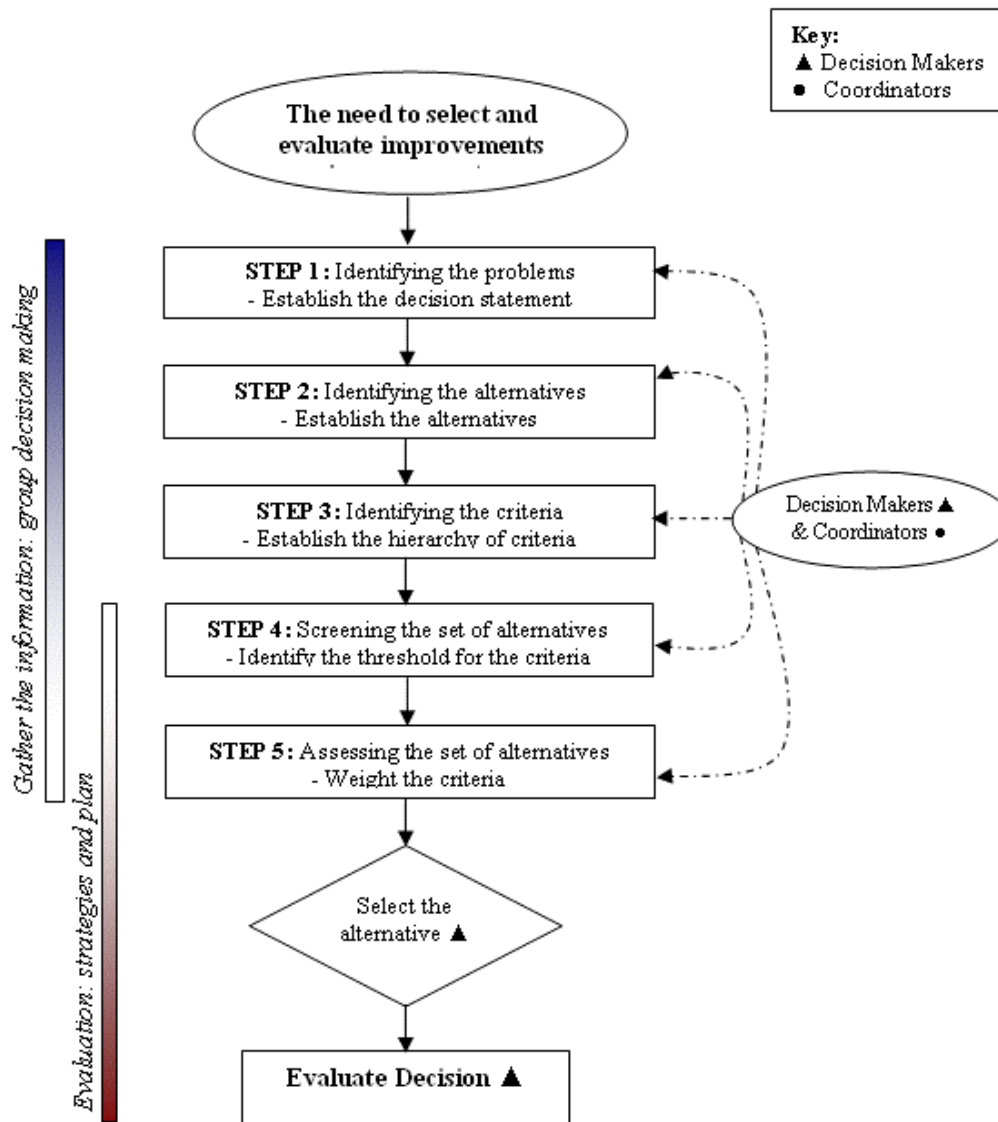 Key:
▲ Decision Makers
● Coordinators
The need to select and
evaluate improvements
STEP 1: Identifying the problems
- Establish the decision statement
STEP 2: Identifying the alternatives
- Establish the alternatives
STEP 3: Identifying the criteria
- Establish the hierarchy of criteria
STEP 4: Screening the set of alternatives
- Identify the threshold for the criteria
STEP 5: Assessing the set of alternatives
- Weight the criteria
Decision Makers ▲
& Coordinators ●
Select the
alternative ▲
Evaluate Decision ▲
Gather the information: group decision making
Evaluation: strategies and plan